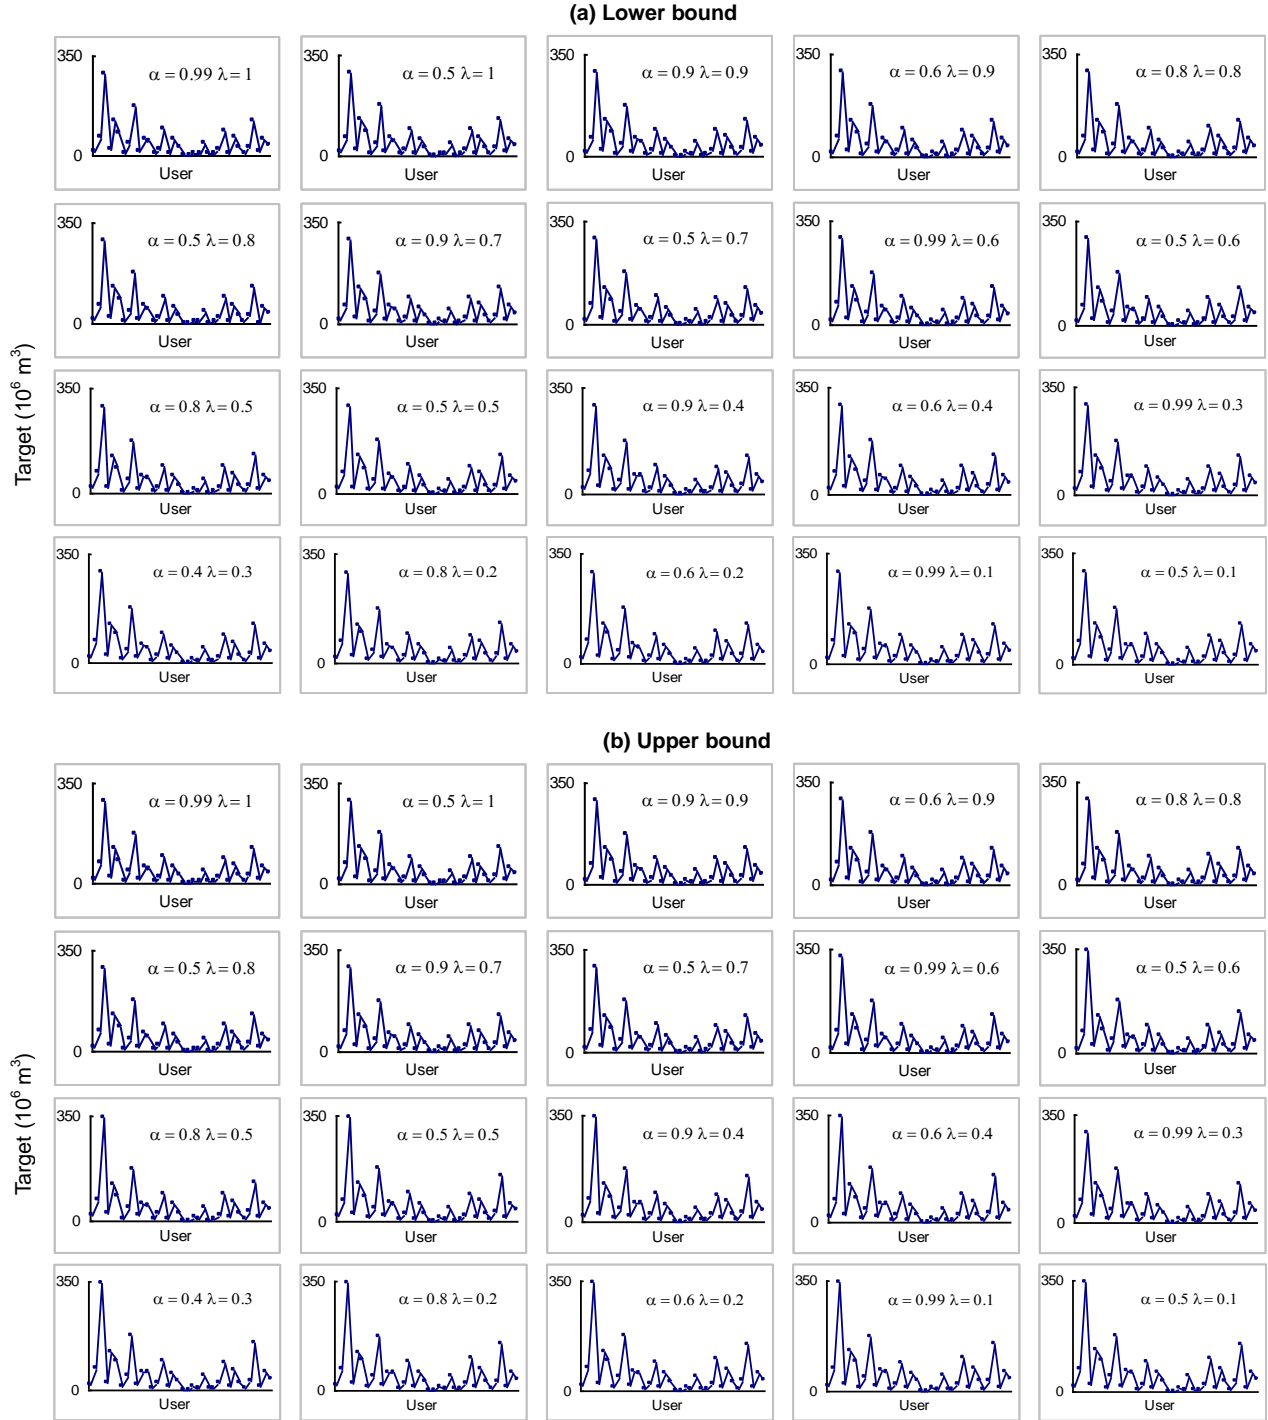 (a) Lower bound
350
α = 0.99 λ = 1
0
User
α = 0.5 λ = 1
350
0
User
350
α = 0.9 λ = 0.9
0
User
350
α = 0.6 λ = 0.9
0
User
350
α = 0.8 λ = 0.8
0
User
350
α = 0.5 λ = 0.8
0
User
350
α = 0.9 λ = 0.7
0
User
350
α = 0.5 λ = 0.7
0
User
350
α = 0.99 λ = 0.6
0
User
350
α = 0.5 λ = 0.6
0
User
Target (10⁶ m³)
350
α = 0.8 λ = 0.5
0
User
350
α = 0.5 λ = 0.5
0
User
350
α = 0.9 λ = 0.4
0
User
350
α = 0.6 λ = 0.4
0
User
350
α = 0.99 λ = 0.3
0
User
350
α = 0.4 λ = 0.3
0
User
350
α = 0.8 λ = 0.2
0
User
350
α = 0.6 λ = 0.2
0
User
350
α = 0.99 λ = 0.1
0
User
350
α = 0.5 λ = 0.1
0
User
(b) Upper bound
350
α = 0.99 λ = 1
0
User
350
α = 0.5 λ = 1
0
User
350
α = 0.9 λ = 0.9
0
User
350
α = 0.6 λ = 0.9
0
User
350
α = 0.8 λ = 0.8
0
User
350
α = 0.5 λ = 0.8
0
User
350
α = 0.9 λ = 0.7
0
User
350
α = 0.5 λ = 0.7
0
User
350
α = 0.99 λ = 0.6
0
User
350
α = 0.5 λ = 0.6
0
User
Target (10⁶ m³)
350
α = 0.8 λ = 0.5
0
User
350
α = 0.5 λ = 0.5
0
User
350
α = 0.9 λ = 0.4
0
User
350
α = 0.6 λ = 0.4
0
User
350
α = 0.99 λ = 0.3
0
User
350
α = 0.4 λ = 0.3
0
User
350
α = 0.8 λ = 0.2
0
User
350
α = 0.6 λ = 0.2
0
User
350
α = 0.99 λ = 0.1
0
User
350
α = 0.5 λ = 0.1
0
User